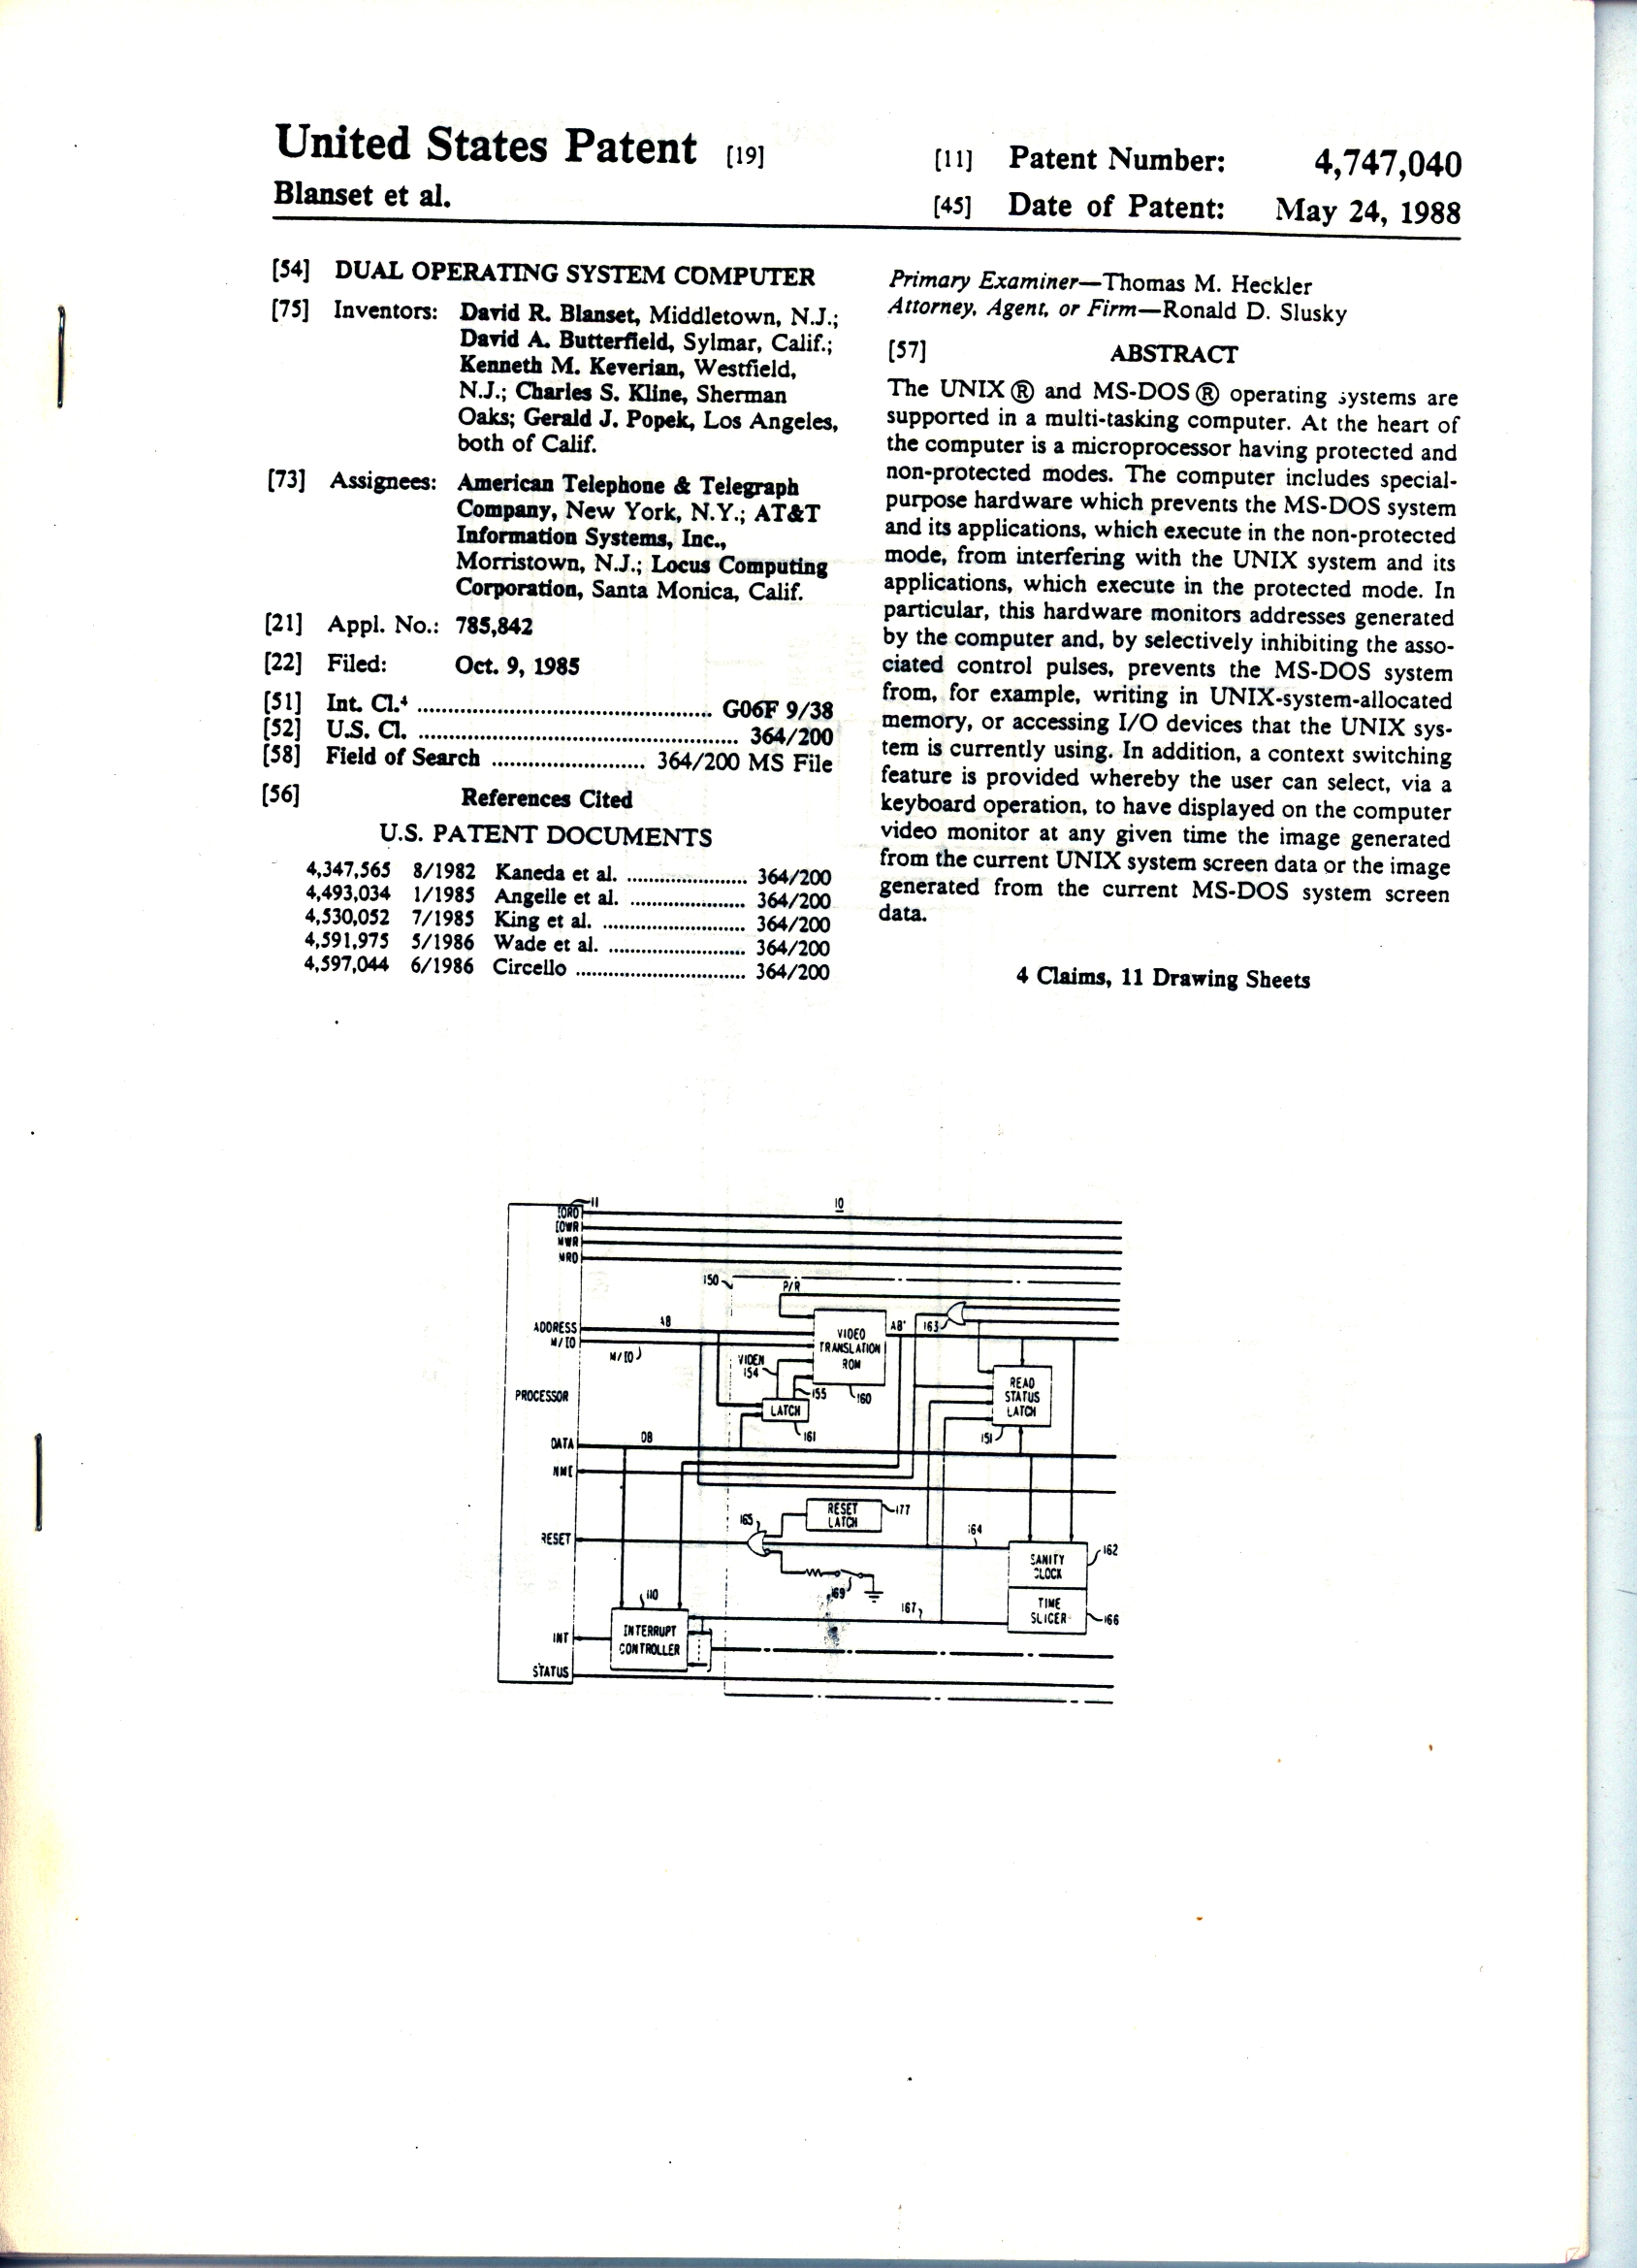 United States Patent [19]
Blanset et al.
[11] Patent Number: 4,747,040
[45] Date of Patent: May 24, 1988
[54] DUAL OPERATING SYSTEM COMPUTER
[75] Inventors: David R. Blanset, Middletown, N.J.;
David A. Butterfield, Sylmar, Calif.;
Kenneth M. Keverian, Westfield,
N.J.; Charles S. Kline, Sherman
Oaks; Gerald J. Popek, Los Angeles,
both of Calif.
[73] Assignees: American Telephone & Telegraph
Company, New York, N.Y.; AT&T
Information Systems, Inc.,
Morristown, N.J.; Locus Computing
Corporation, Santa Monica, Calif.
[21] Appl. No.: 785,842
[22] Filed: Oct. 9, 1985
[51] Int. Cl.⁴ ................................................ G06F 9/38
[52] U.S. Cl. .................................................... 364/200
[58] Field of Search ......................... 364/200 MS File
[56] References Cited
U.S. PATENT DOCUMENTS
4,347,565 8/1982 Kaneda et al. ...................... 364/200
4,493,034 1/1985 Angelle et al. ..................... 364/200
4,530,052 7/1985 King et al. .......................... 364/200
4,591,975 5/1986 Wade et al. ......................... 364/200
4,597,044 6/1986 Circello ............................... 364/200
Primary Examiner—Thomas M. Heckler
Attorney, Agent, or Firm—Ronald D. Slusky
[57] ABSTRACT
The UNIX® and MS-DOS® operating systems are
supported in a multi-tasking computer. At the heart of
the computer is a microprocessor having protected and
non-protected modes. The computer includes special-
purpose hardware which prevents the MS-DOS system
and its applications, which execute in the non-protected
mode, from interfering with the UNIX system and its
applications, which execute in the protected mode. In
particular, this hardware monitors addresses generated
by the computer and, by selectively inhibiting the asso-
ciated control pulses, prevents the MS-DOS system
from, for example, writing in UNIX-system-allocated
memory, or accessing I/O devices that the UNIX sys-
tem is currently using. In addition, a context switching
feature is provided whereby the user can select, via a
keyboard operation, to have displayed on the computer
video monitor at any given time the image generated
from the current UNIX system screen data or the image
generated from the current MS-DOS system screen
data.
4 Claims, 11 Drawing Sheets
11
10
IORD
IOWR
MWR
MRD
150
P/R
ADDRESS
AB
M/IO
M/IO
VIDEO
TRANSLATION
ROM
160
AB'
163
VIDEN
154
155
LATCH
161
READ
STATUS
LATCH
151
PROCESSOR
DATA
DB
NMI
RESET
LATCH
177
165
RESET
164
SANITY
CLOCK
162
169
TIME
SLICER
166
167
110
INTERRUPT
CONTROLLER
INT
STATUS